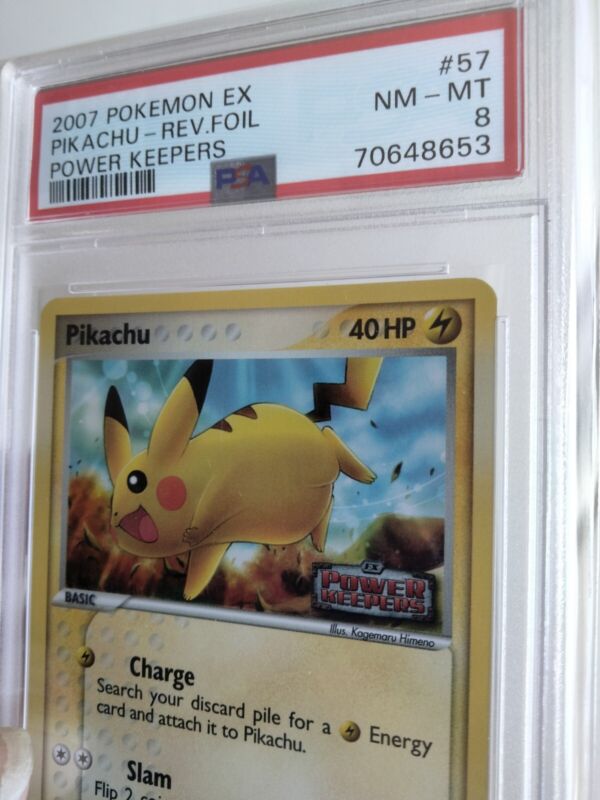 2007 POKEMON EX
#57
PIKACHU - REV.FOIL
NM - MT
POWER KEEPERS
8
PSA
70648653
Pikachu
40 HP
EX
POWER
KEEPERS
BASIC
Illus. Kagemaru Himeno
Charge
Search your discard pile for a Energy
card and attach it to Pikachu.
Slam
Flip 2